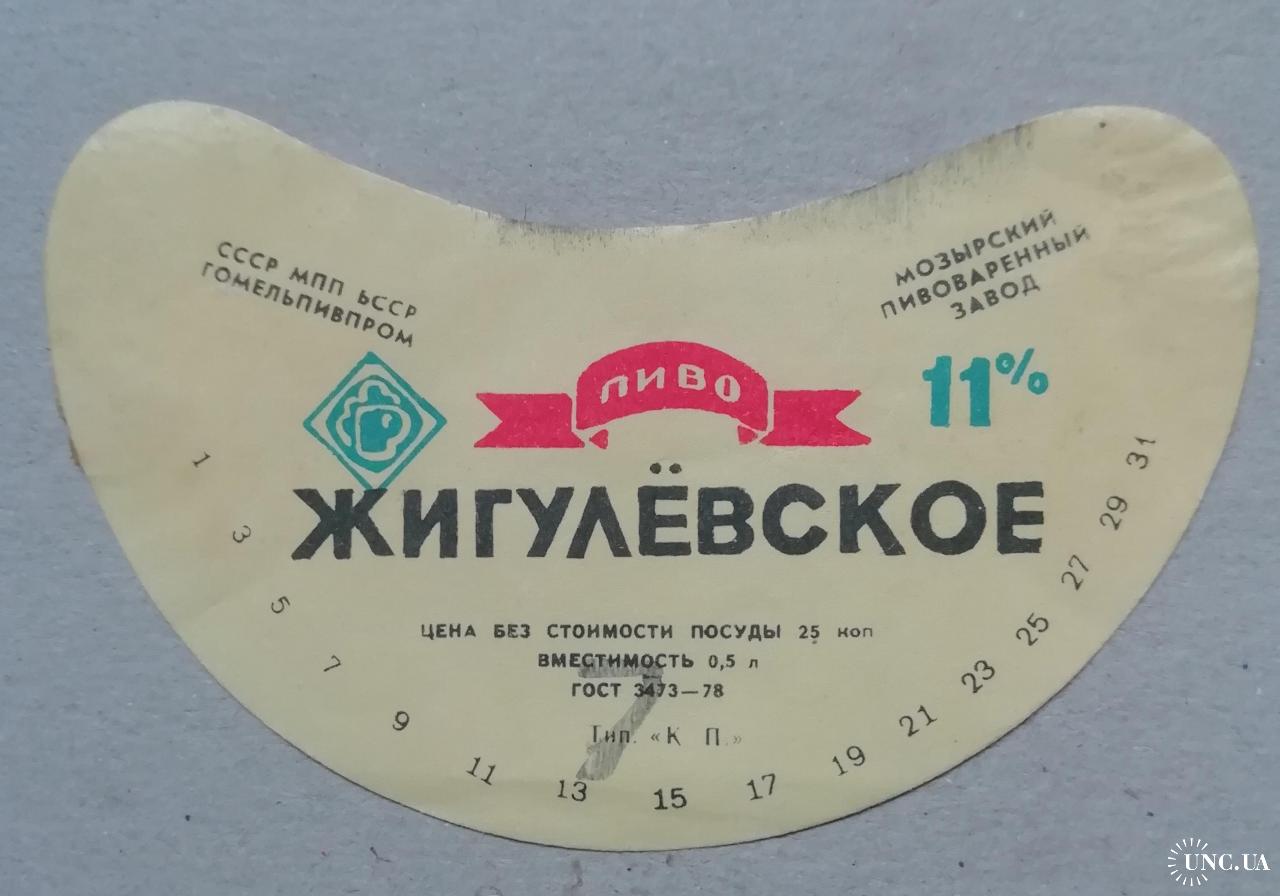 СССР МПП БССР
ГОМЕЛЬПИВПРОМ
МОЗЫРСКИЙ
ПИВОВАРЕННЫЙ
ЗАВОД
11%
ПИВО
ЖИГУЛЁВСКОЕ
ЦЕНА БЕЗ СТОИМОСТИ ПОСУДЫ 25 коп
ВМЕСТИМОСТЬ 0,5 л
ГОСТ 3473—78
Тип. «К П.»
7
1 3 5 7 9 11 13 15 17 19 21 23 25 27 29 31
UNC.UA